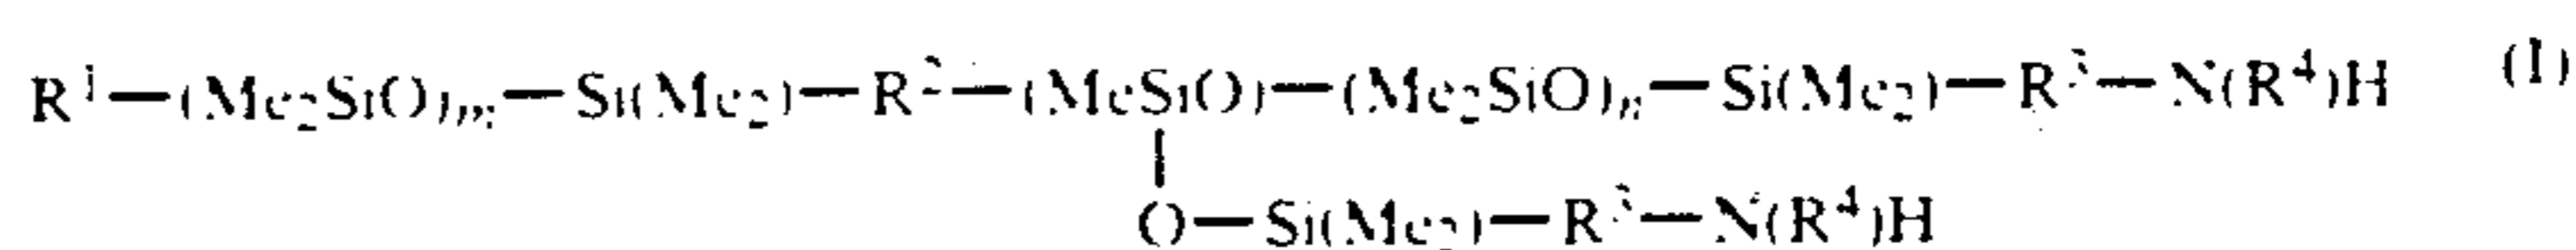 R¹—(Me₂SiO)ₘ—Si(Me₂)—R²—(MeSiO)—(Me₂SiO)ₙ—Si(Me₂)—R³—N(R⁴)H (I)
O—Si(Me₂)—R³—N(R⁴)H